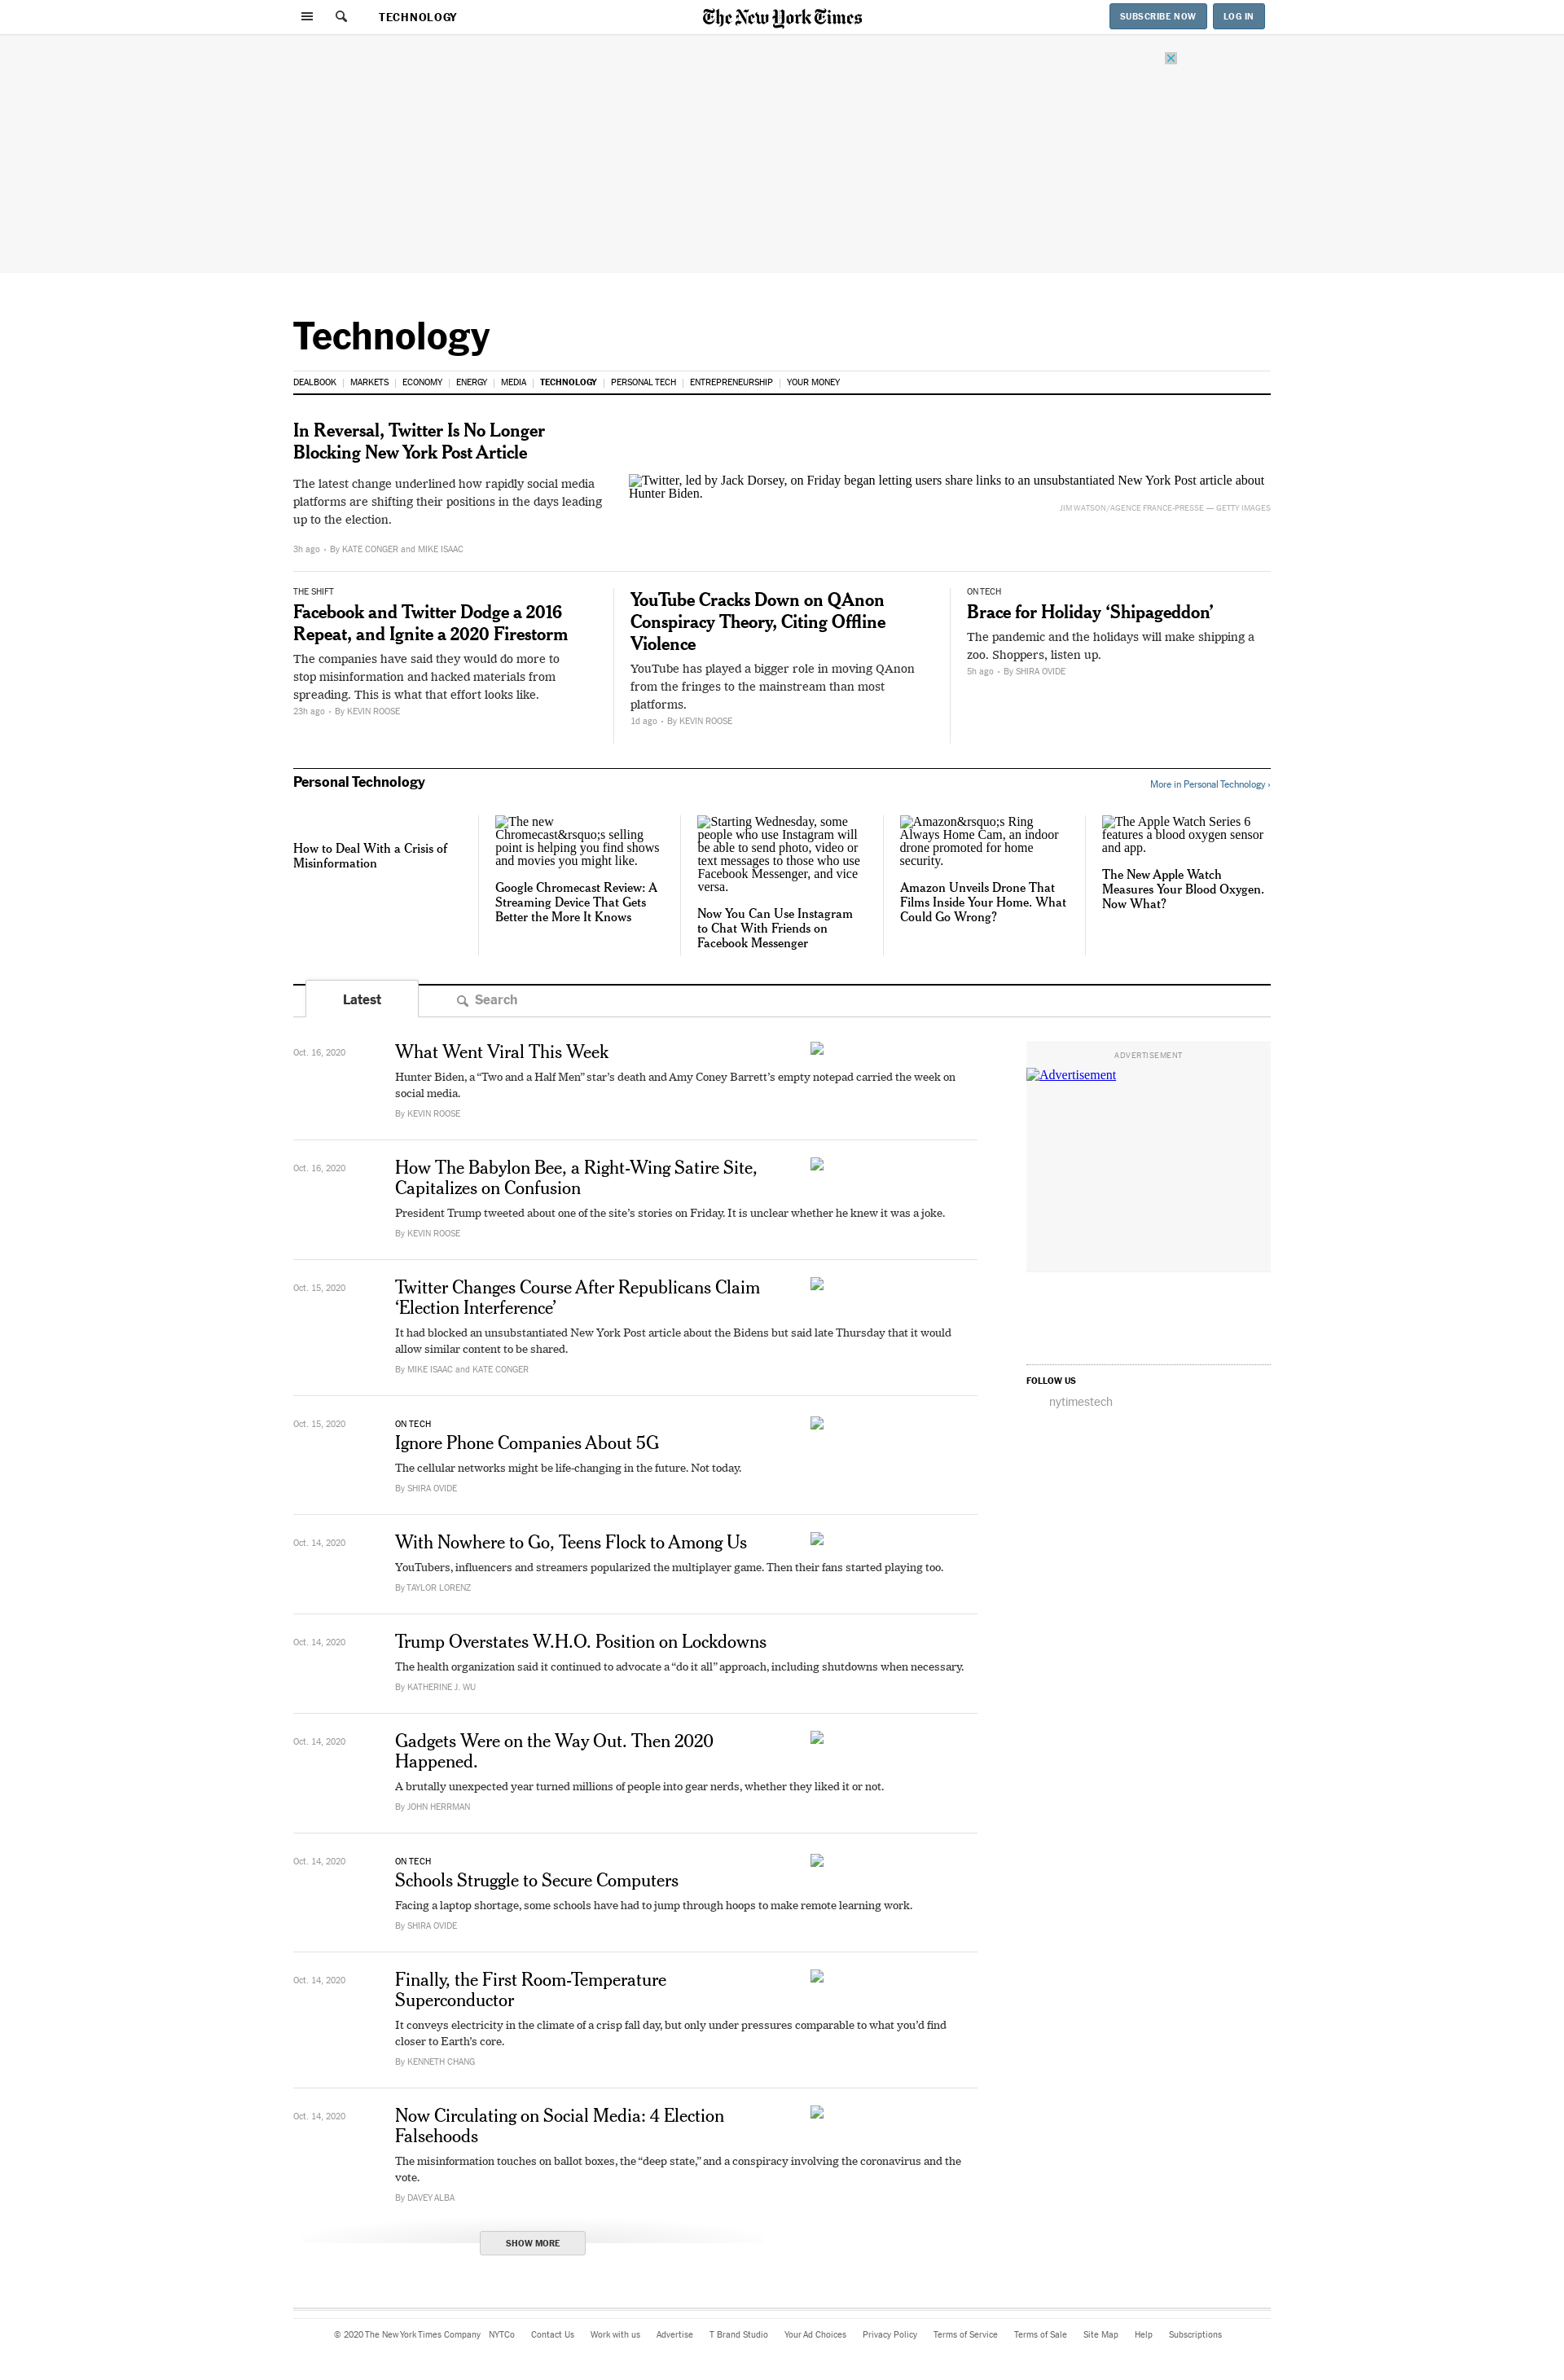 TECHNOLOGY
The New York Times
SUBSCRIBE NOW
LOG IN
Technology
DEALBOOK
MARKETS
ECONOMY
ENERGY
MEDIA
TECHNOLOGY
PERSONAL TECH
ENTREPRENEURSHIP
YOUR MONEY
In Reversal, Twitter Is No Longer
Blocking New York Post Article
The latest change underlined how rapidly social media
platforms are shifting their positions in the days leading
up to the election.
3h ago • By KATE CONGER and MIKE ISAAC
Twitter, led by Jack Dorsey, on Friday began letting users share links to an unsubstantiated New York Post article about
Hunter Biden.
JIM WATSON/AGENCE FRANCE-PRESSE — GETTY IMAGES
THE SHIFT
Facebook and Twitter Dodge a 2016
Repeat, and Ignite a 2020 Firestorm
The companies have said they would do more to
stop misinformation and hacked materials from
spreading. This is what that effort looks like.
23h ago • By KEVIN ROOSE
YouTube Cracks Down on QAnon
Conspiracy Theory, Citing Offline
Violence
YouTube has played a bigger role in moving QAnon
from the fringes to the mainstream than most
platforms.
1d ago • By KEVIN ROOSE
ON TECH
Brace for Holiday ‘Shipageddon’
The pandemic and the holidays will make shipping a
zoo. Shoppers, listen up.
5h ago • By SHIRA OVIDE
Personal Technology
More in Personal Technology ›
How to Deal With a Crisis of
Misinformation
The new
Chromecast&rsquo;s selling
point is helping you find shows
and movies you might like.
Google Chromecast Review: A
Streaming Device That Gets
Better the More It Knows
Starting Wednesday, some
people who use Instagram will
be able to send photo, video or
text messages to those who use
Facebook Messenger, and vice
versa.
Now You Can Use Instagram
to Chat With Friends on
Facebook Messenger
Amazon&rsquo;s Ring
Always Home Cam, an indoor
drone promoted for home
security.
Amazon Unveils Drone That
Films Inside Your Home. What
Could Go Wrong?
The Apple Watch Series 6
features a blood oxygen sensor
and app.
The New Apple Watch
Measures Your Blood Oxygen.
Now What?
Latest
Search
Oct. 16, 2020
What Went Viral This Week
Hunter Biden, a “Two and a Half Men” star’s death and Amy Coney Barrett’s empty notepad carried the week on
social media.
By KEVIN ROOSE
Oct. 16, 2020
How The Babylon Bee, a Right-Wing Satire Site,
Capitalizes on Confusion
President Trump tweeted about one of the site’s stories on Friday. It is unclear whether he knew it was a joke.
By KEVIN ROOSE
Oct. 15, 2020
Twitter Changes Course After Republicans Claim
‘Election Interference’
It had blocked an unsubstantiated New York Post article about the Bidens but said late Thursday that it would
allow similar content to be shared.
By MIKE ISAAC and KATE CONGER
Oct. 15, 2020
ON TECH
Ignore Phone Companies About 5G
The cellular networks might be life-changing in the future. Not today.
By SHIRA OVIDE
Oct. 14, 2020
With Nowhere to Go, Teens Flock to Among Us
YouTubers, influencers and streamers popularized the multiplayer game. Then their fans started playing too.
By TAYLOR LORENZ
Oct. 14, 2020
Trump Overstates W.H.O. Position on Lockdowns
The health organization said it continued to advocate a “do it all” approach, including shutdowns when necessary.
By KATHERINE J. WU
Oct. 14, 2020
Gadgets Were on the Way Out. Then 2020
Happened.
A brutally unexpected year turned millions of people into gear nerds, whether they liked it or not.
By JOHN HERRMAN
Oct. 14, 2020
ON TECH
Schools Struggle to Secure Computers
Facing a laptop shortage, some schools have had to jump through hoops to make remote learning work.
By SHIRA OVIDE
Oct. 14, 2020
Finally, the First Room-Temperature
Superconductor
It conveys electricity in the climate of a crisp fall day, but only under pressures comparable to what you’d find
closer to Earth’s core.
By KENNETH CHANG
Oct. 14, 2020
Now Circulating on Social Media: 4 Election
Falsehoods
The misinformation touches on ballot boxes, the “deep state,” and a conspiracy involving the coronavirus and the
vote.
By DAVEY ALBA
SHOW MORE
ADVERTISEMENT
Advertisement
FOLLOW US
nytimestech
© 2020 The New York Times Company
NYTCo
Contact Us
Work with us
Advertise
T Brand Studio
Your Ad Choices
Privacy Policy
Terms of Service
Terms of Sale
Site Map
Help
Subscriptions